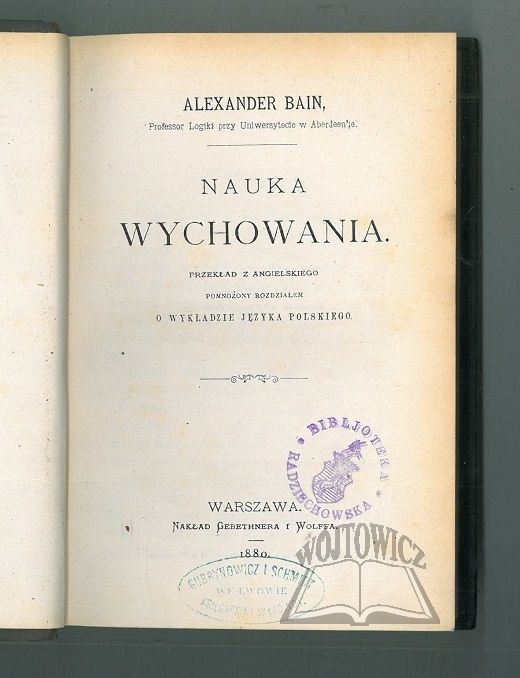 ALEXANDER BAIN,
Professor Logiki przy Uniwersytecie w Aberdeen'ie.
NAUKA
WYCHOWANIA.
PRZEKŁAD Z ANGIELSKIEGO
POMNOŻONY ROZDZIAŁEM
O WYKŁADZIE JĘZYKA POLSKIEGO.
* BIBLJOTEKA *
RADZIECHOWSKA
WARSZAWA.
NAKŁAD GEBETHNERA I WOLFFA.
1880.
WÓJTOWICZ
GUBRYNOWICZ I SCHMIDT
WE LWOWIE
KSIĘGARNIA I